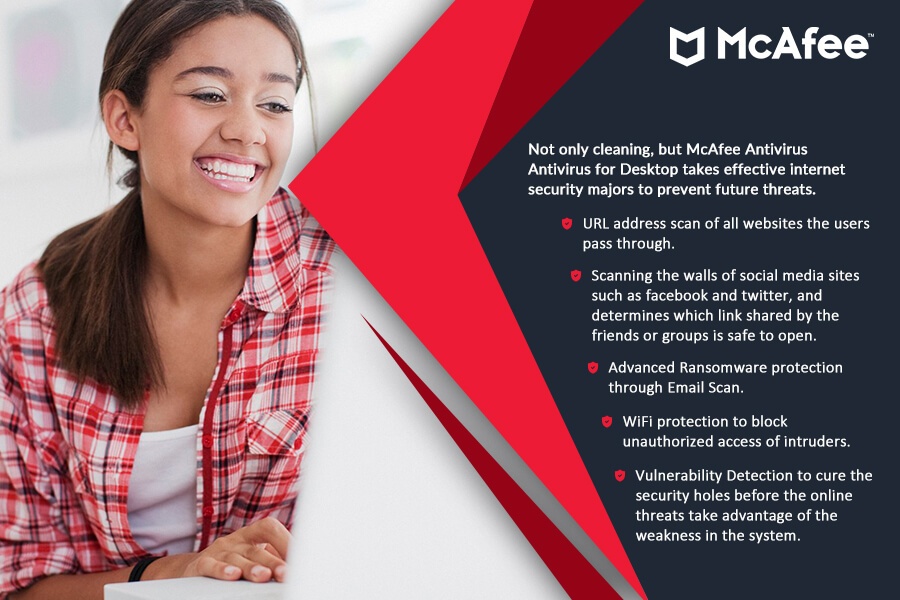 McAfee™
Not only cleaning, but McAfee Antivirus
Antivirus for Desktop takes effective internet
security majors to prevent future threats.
URL address scan of all websites the users
pass through.
Scanning the walls of social media sites
such as facebook and twitter, and
determines which link shared by the
friends or groups is safe to open.
Advanced Ransomware protection
through Email Scan.
WiFi protection to block
unauthorized access of intruders.
Vulnerability Detection to cure the
security holes before the online
threats take advantage of the
weakness in the system.